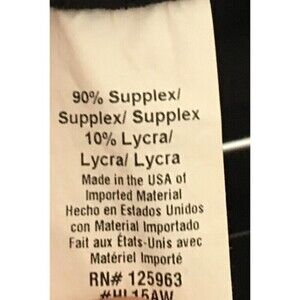 90% Supplex/
Supplex/ Supplex
10% Lycra/
Lycra/ Lycra
Made in the USA of
Imported Material
Hecho en Estados Unidos
con Material Importado
Fait aux États-Unis avec
Matériel Importé
RN# 125963
#HL15AW